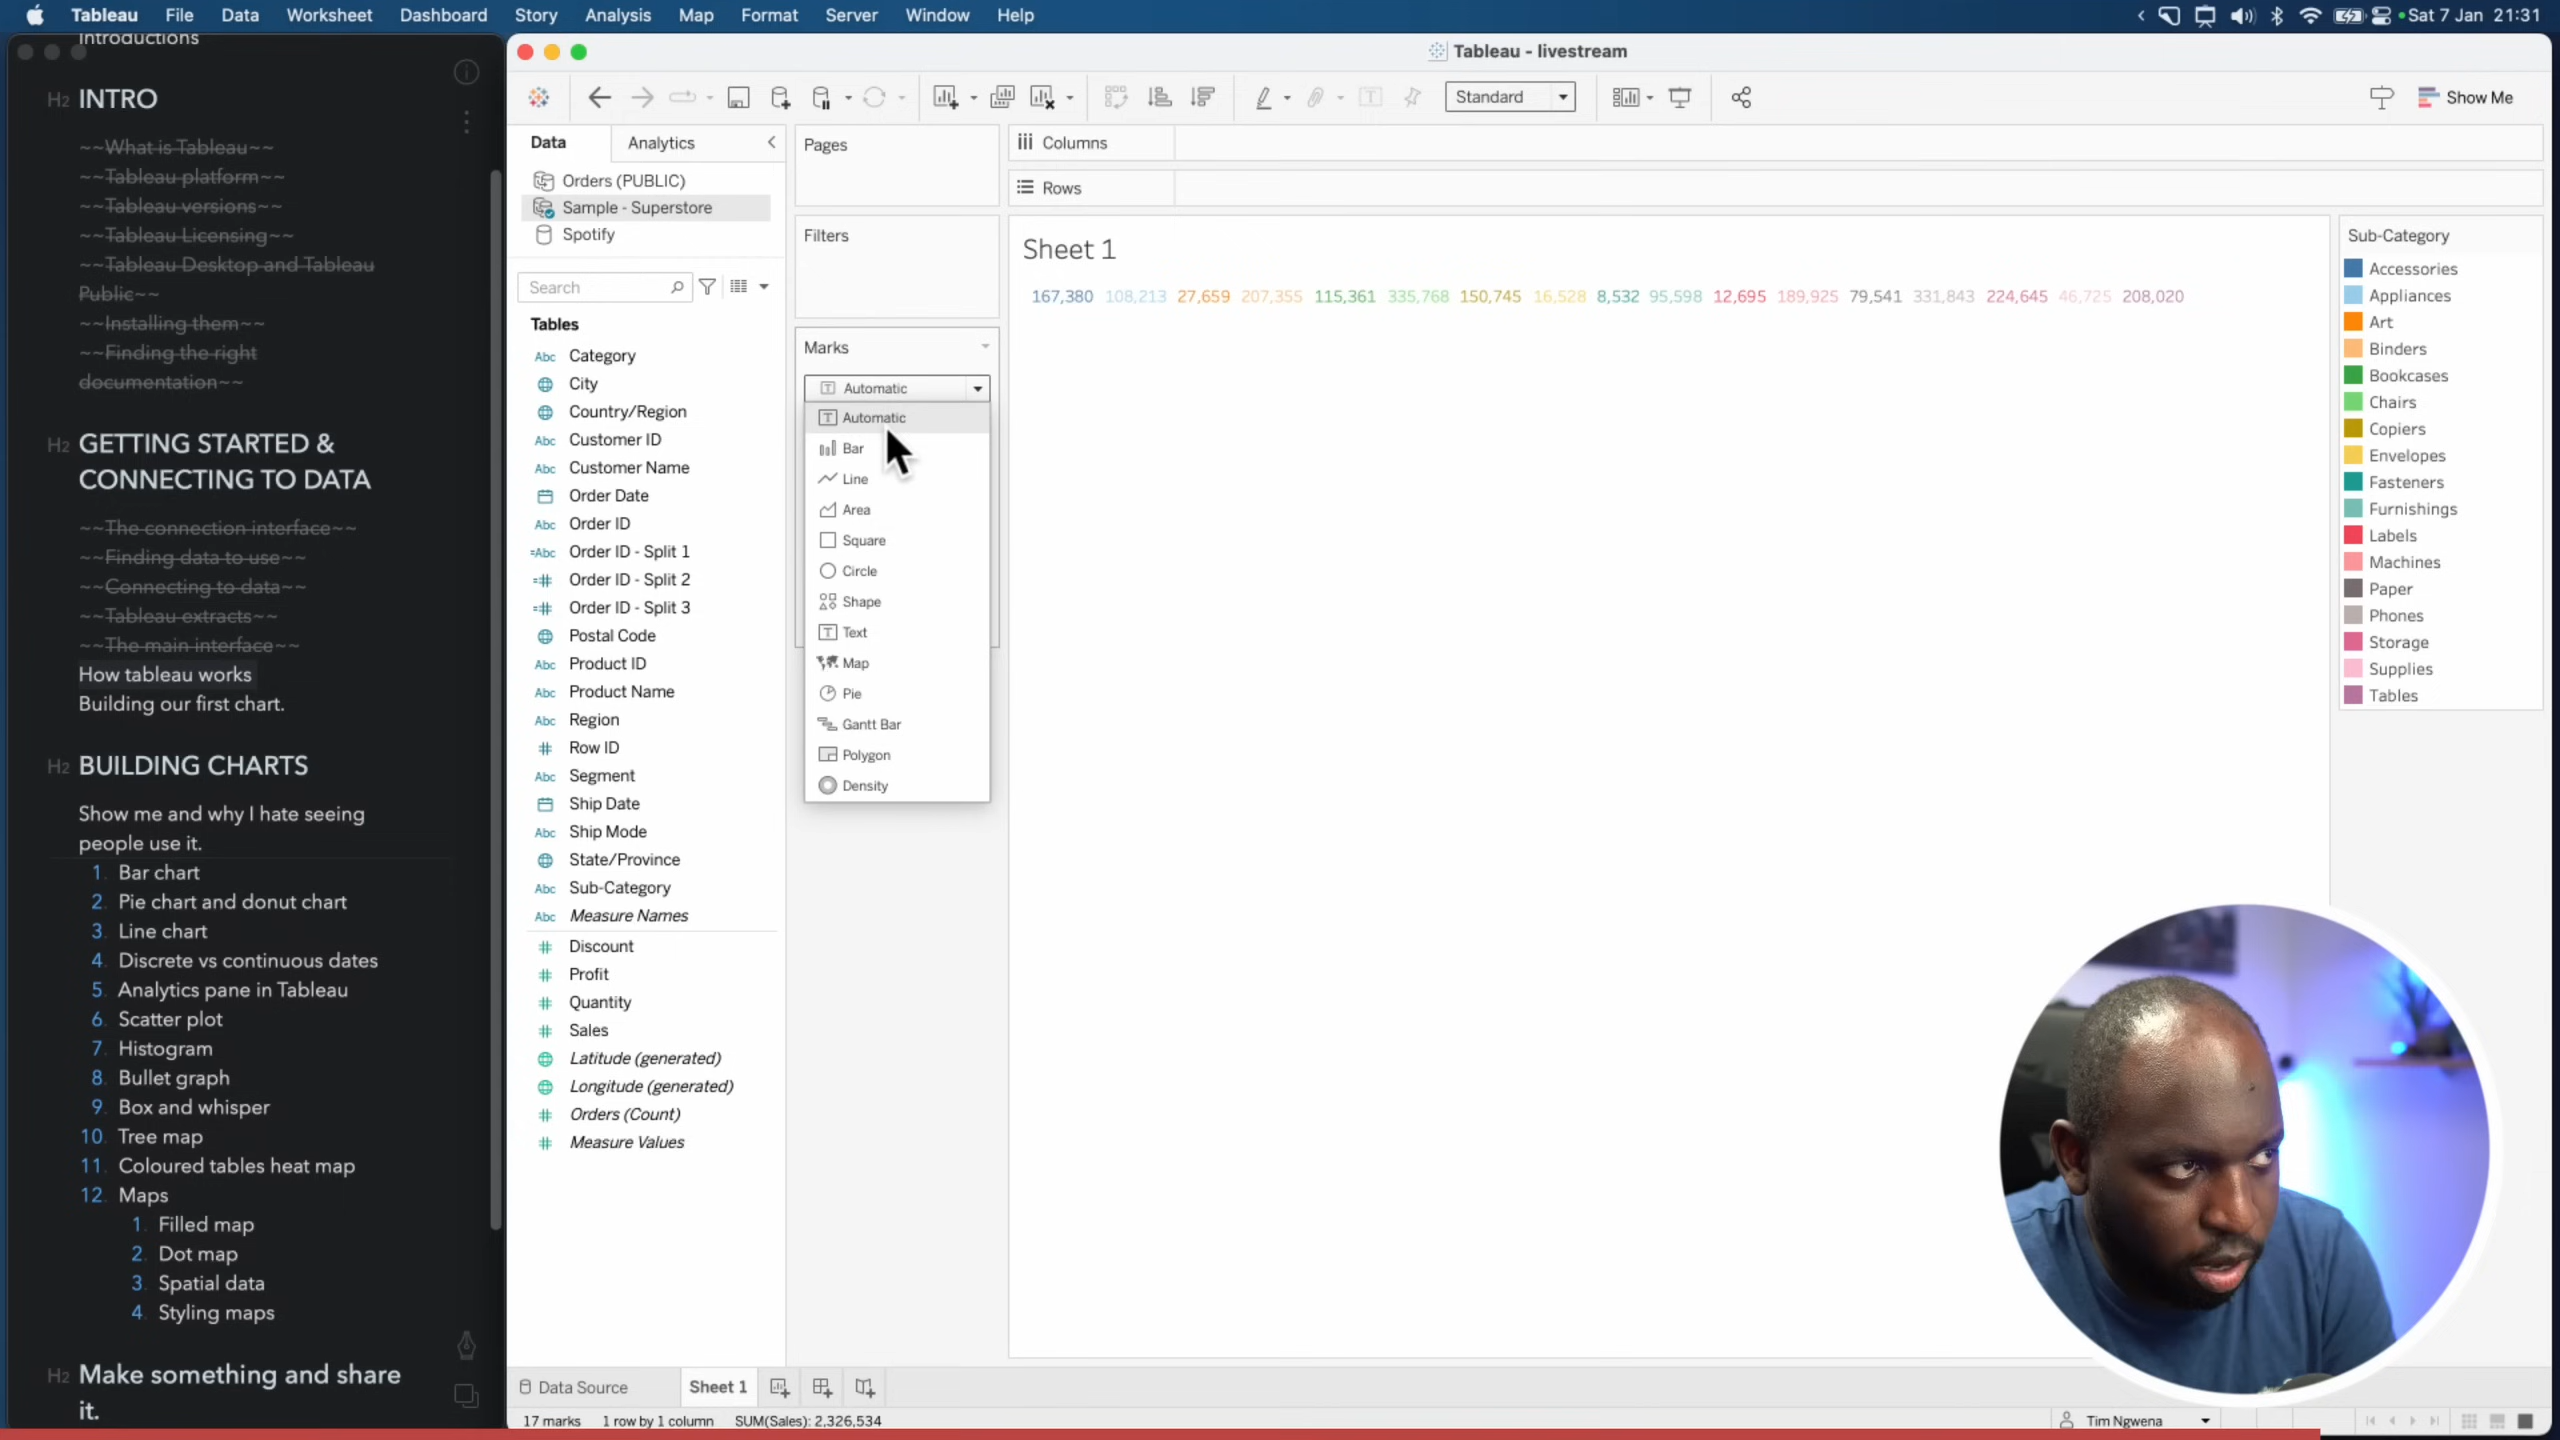 Tableau File Data Worksheet Dashboard Story Analysis Map Format Server Window Help
Sat 7 Jan 21:31
Introductions
H2 INTRO
~~What is Tableau~~
~~Tableau platform~~
~~Tableau versions~~
~~Tableau Licensing~~
~~Tableau Desktop and Tableau
Public~~
~~Installing them~~
~~Finding the right
documentation~~
H2 GETTING STARTED &
CONNECTING TO DATA
~~The connection interface~~
~~Finding data to use~~
~~Connecting to data~~
~~Tableau extracts~~
~~The main interface~~
How tableau works
Building our first chart.
H2 BUILDING CHARTS
Show me and why I hate seeing
people use it.
1. Bar chart
2. Pie chart and donut chart
3. Line chart
4. Discrete vs continuous dates
5. Analytics pane in Tableau
6. Scatter plot
7. Histogram
8. Bullet graph
9. Box and whisper
10. Tree map
11. Coloured tables heat map
12. Maps
1. Filled map
2. Dot map
3. Spatial data
4. Styling maps
H2 Make something and share
it.
Tableau - livestream
Standard
Show Me
Data
Analytics
Orders (PUBLIC)
Sample - Superstore
Spotify
Search
Tables
Abc Category
City
Country/Region
Abc Customer ID
Abc Customer Name
Order Date
Abc Order ID
=Abc Order ID - Split 1
=# Order ID - Split 2
=# Order ID - Split 3
Postal Code
Abc Product ID
Abc Product Name
Abc Region
# Row ID
Abc Segment
Ship Date
Abc Ship Mode
State/Province
Abc Sub-Category
Abc Measure Names
# Discount
# Profit
# Quantity
# Sales
Latitude (generated)
Longitude (generated)
# Orders (Count)
# Measure Values
Pages
Filters
Marks
Automatic
Automatic
Bar
Line
Area
Square
Circle
Shape
Text
Map
Pie
Gantt Bar
Polygon
Density
Columns
Rows
Sheet 1
167,380 108,213 27,659 207,355 115,361 335,768 150,745 16,528 8,532 95,598 12,695 189,925 79,541 331,843 224,645 46,725 208,020
Sub-Category
Accessories
Appliances
Art
Binders
Bookcases
Chairs
Copiers
Envelopes
Fasteners
Furnishings
Labels
Machines
Paper
Phones
Storage
Supplies
Tables
Data Source
Sheet 1
17 marks 1 row by 1 column SUM(Sales): 2,326,534
Tim Ngwena